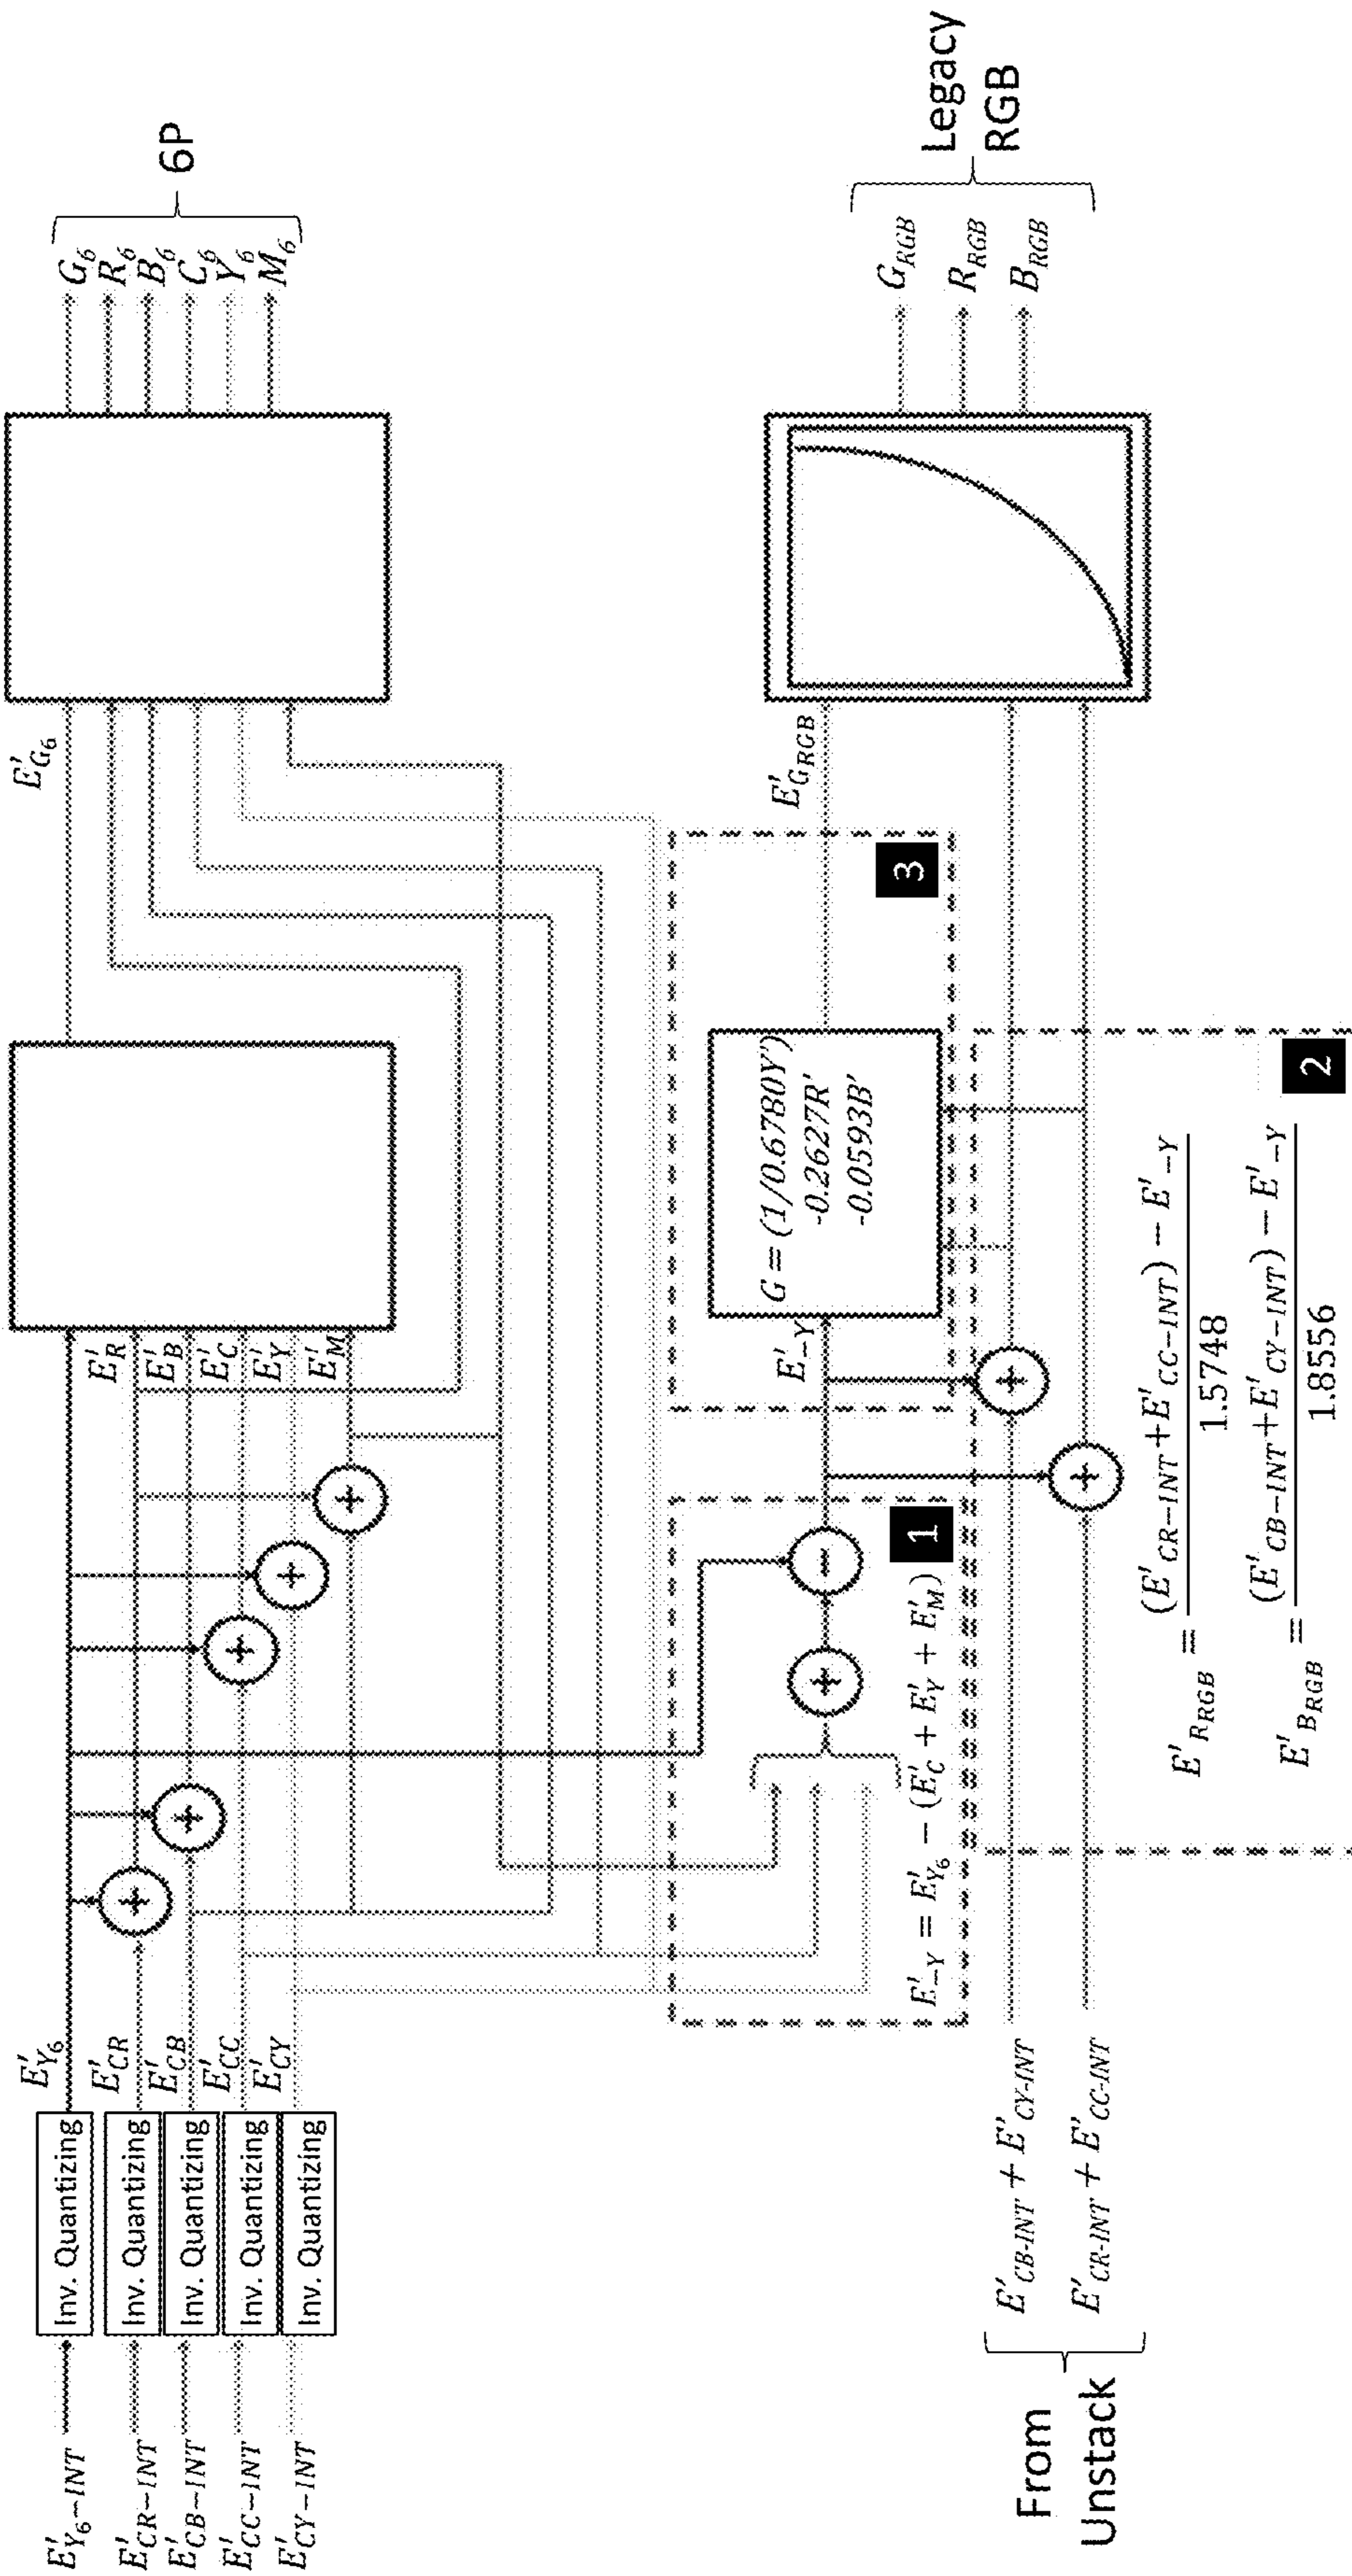 E'Y6-INT
E'CR-INT
E'CB-INT
E'CC-INT
E'CY-INT
Inv. Quantizing
Inv. Quantizing
Inv. Quantizing
Inv. Quantizing
Inv. Quantizing
E'Y6
E'CR
E'CB
E'CC
E'CY
+
+
+
+
+
E'R
E'B
E'C
E'Y
E'M
E'G6
G6
R6
B6
C6
Y6
M6
6P
From
Unstack
E'CB-INT + E'CY-INT
E'CR-INT + E'CC-INT
+
−
E'−Y = E'Y6 − (E'C + E'Y + E'M)
1
E'−Y
+
+
G = (1/0.6780Y')
-0.2627R'
-0.0593B'
3
E'GRGB
E'RRGB = (E'CR−INT+E'CC−INT) − E'−Y
1.5748
E'BRGB = (E'CB−INT+E'CY−INT) − E'−Y
1.8556
2
GRGB
RRGB
BRGB
Legacy
RGB